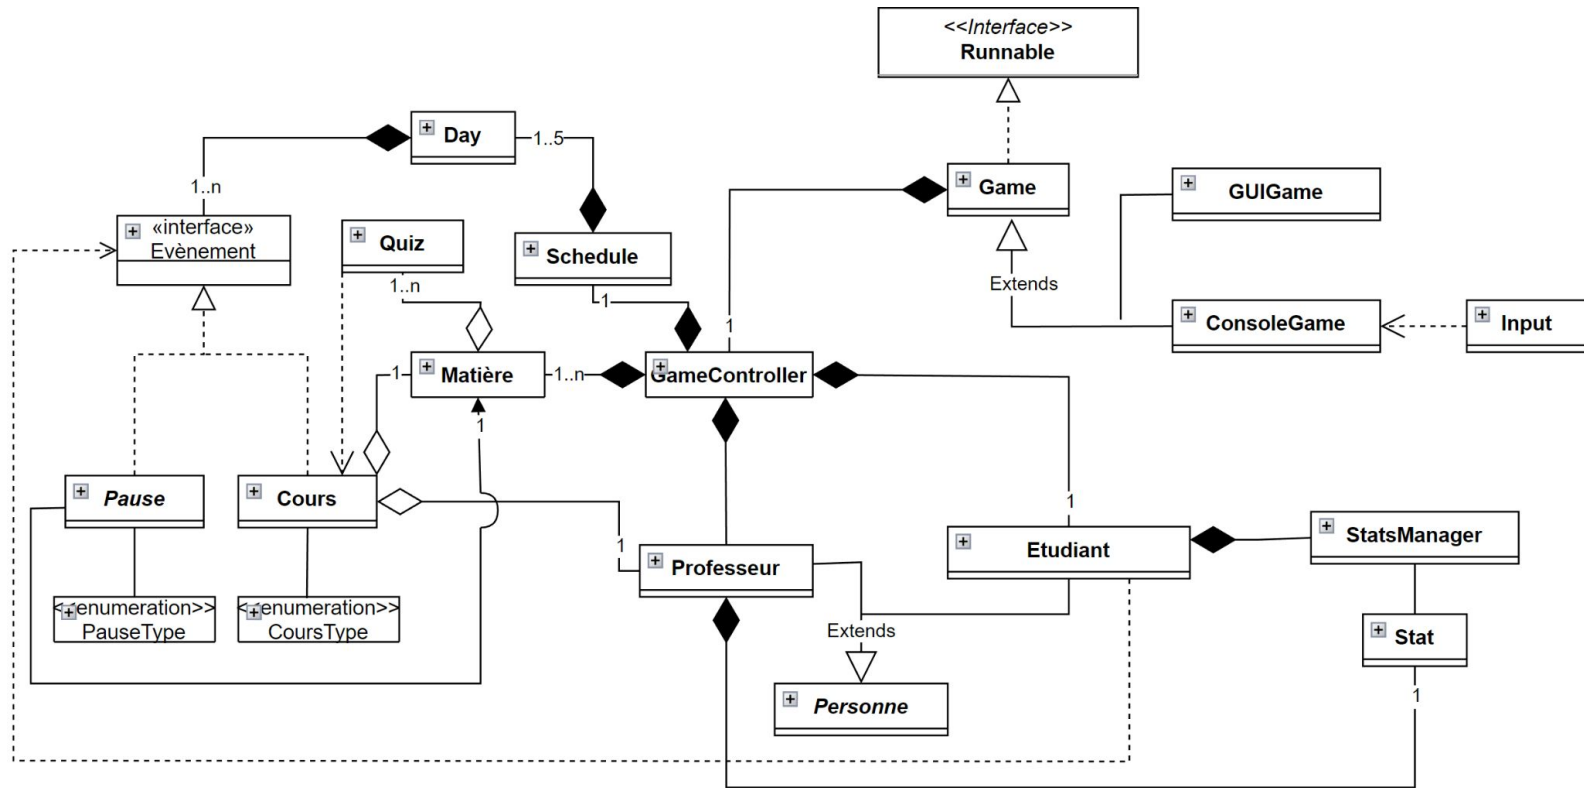 <<Interface>>
Runnable
Day
1..5
1..n
Game
GUIGame
«interface»
Evènement
Quiz
Schedule
Extends
1..n
1
1
ConsoleGame
Input
1
Matière
1..n
GameController
1
Pause
Cours
1
1
Etudiant
StatsManager
Professeur
<<enumeration>>
PauseType
<<enumeration>>
CoursType
Extends
Stat
1
Personne